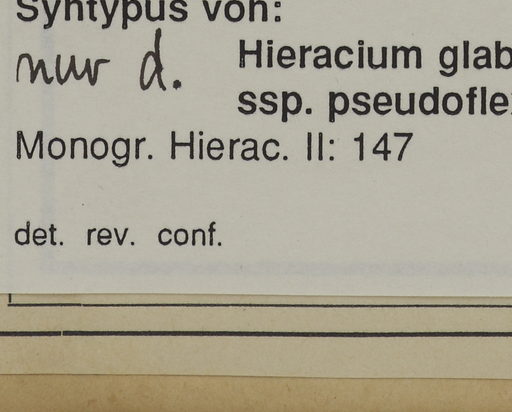 Syntypus von:
nur d. Hieracium glab
ssp. pseudofle
Monogr. Hierac. II: 147
det. rev. conf.